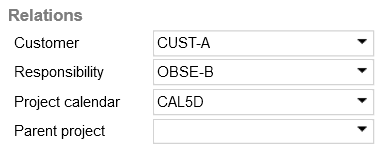 Relations
Customer CUST-A
Responsibility OBSE-B
Project calendar CAL5D
Parent project